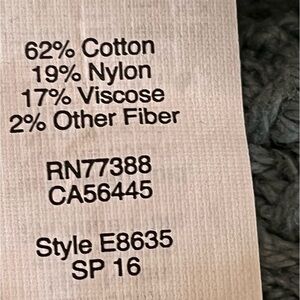 62% Cotton
19% Nylon
17% Viscose
2% Other Fiber
RN77388
CA56445
Style E8635
SP 16